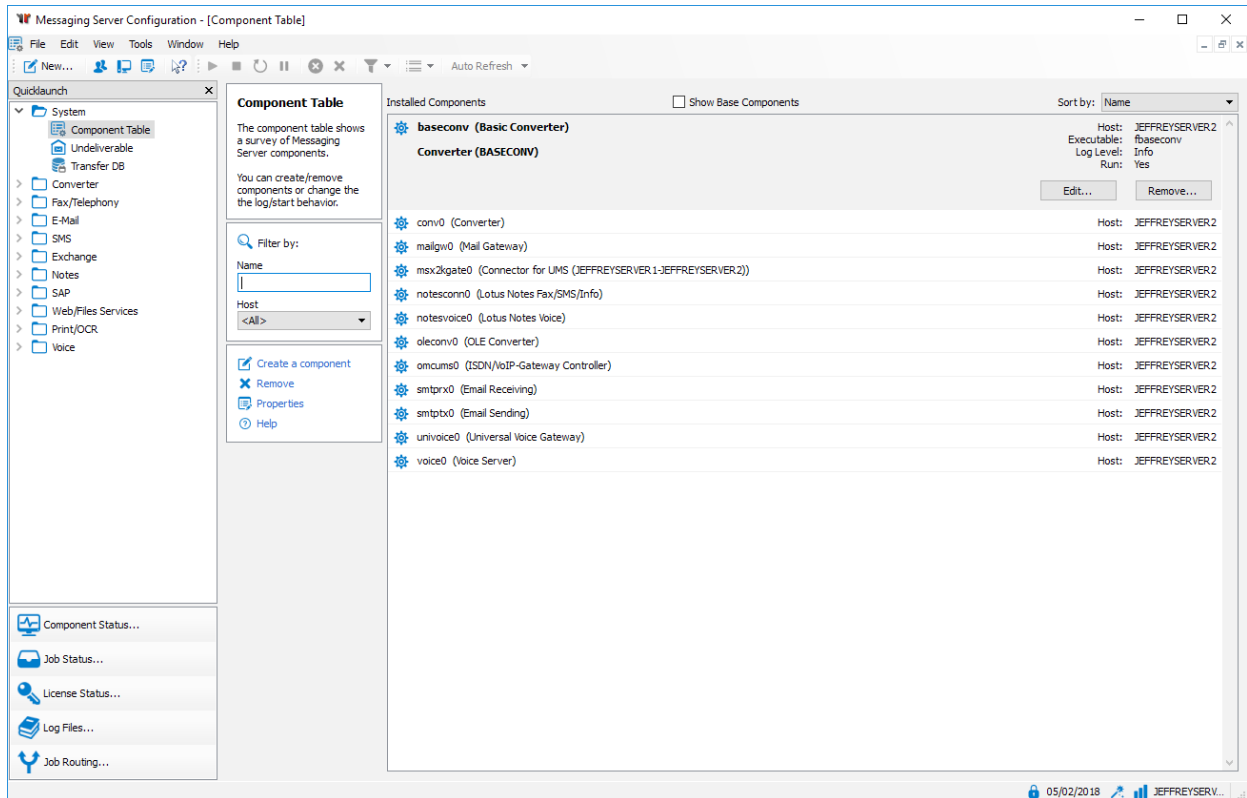 Messaging Server Configuration - [Component Table]
File Edit View Tools Window Help
New... Auto Refresh
Quicklaunch
System
Component Table
Undeliverable
Transfer DB
Converter
Fax/Telephony
E-Mail
SMS
Exchange
Notes
SAP
Web/Files Services
Print/OCR
Voice
Component Status...
Job Status...
License Status...
Log Files...
Job Routing...
Component Table
The component table shows
a survey of Messaging
Server components.
You can create/remove
components or change the
the log/start behavior.
Filter by:
Name
Host
<All>
Create a component
Remove
Properties
Help
Installed Components Show Base Components Sort by: Name
baseconv (Basic Converter) Host: JEFFREYSERVER2
Executable: fbaseconv
Converter (BASECONV) Log Level: Info
Run: Yes
Edit... Remove...
conv0 (Converter) Host: JEFFREYSERVER2
mailgw0 (Mail Gateway) Host: JEFFREYSERVER2
msx2kgate0 (Connector for UMS (JEFFREYSERVER1-JEFFREYSERVER2)) Host: JEFFREYSERVER2
notesconn0 (Lotus Notes Fax/SMS/Info) Host: JEFFREYSERVER2
notesvoice0 (Lotus Notes Voice) Host: JEFFREYSERVER2
oleconv0 (OLE Converter) Host: JEFFREYSERVER2
omcums0 (ISDN/VoIP-Gateway Controller) Host: JEFFREYSERVER2
smtprx0 (Email Receiving) Host: JEFFREYSERVER2
smtptx0 (Email Sending) Host: JEFFREYSERVER2
univoice0 (Universal Voice Gateway) Host: JEFFREYSERVER2
voice0 (Voice Server) Host: JEFFREYSERVER2
05/02/2018 JEFFREYSERV...